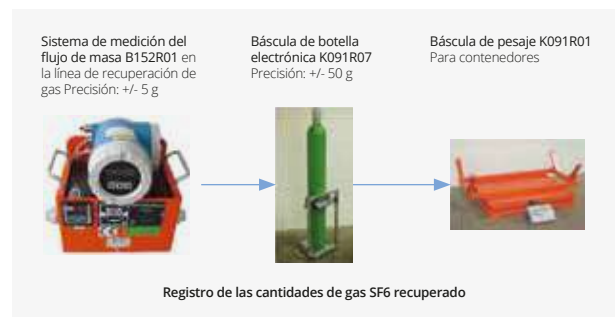 Sistema de medición del
flujo de masa B152R01 en
la línea de recuperación de
gas Precisión: +/- 5 g
Báscula de botella
electrónica K091R07
Precisión: +/- 50 g
Báscula de pesaje K091R01
Para contenedores
Registro de las cantidades de gas SF6 recuperado